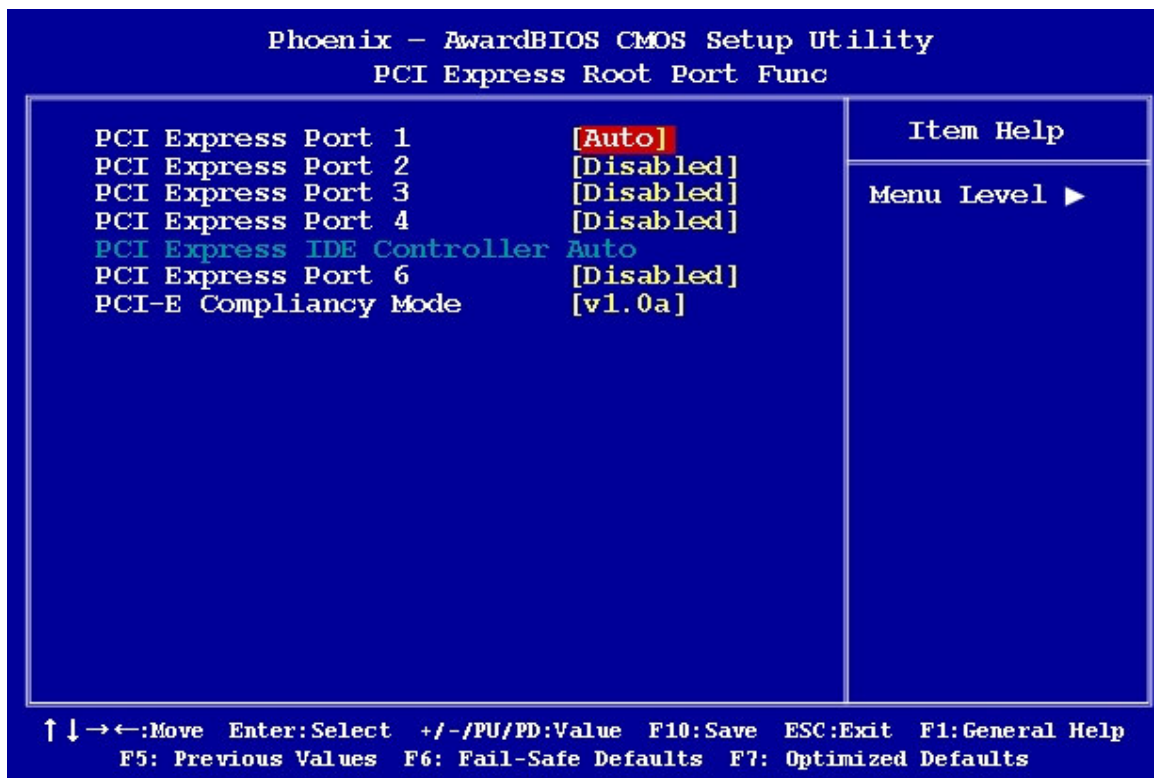 Phoenix – AwardBIOS CMOS Setup Utility
PCI Express Root Port Func
PCI Express Port 1 [Auto]
PCI Express Port 2 [Disabled]
PCI Express Port 3 [Disabled]
PCI Express Port 4 [Disabled]
PCI Express IDE Controller Auto
PCI Express Port 6 [Disabled]
PCI-E Compliancy Mode [v1.0a]
Item Help
Menu Level ▶
↑↓→←:Move Enter:Select +/-/PU/PD:Value F10:Save ESC:Exit F1:General Help
F5: Previous Values F6: Fail-Safe Defaults F7: Optimized Defaults